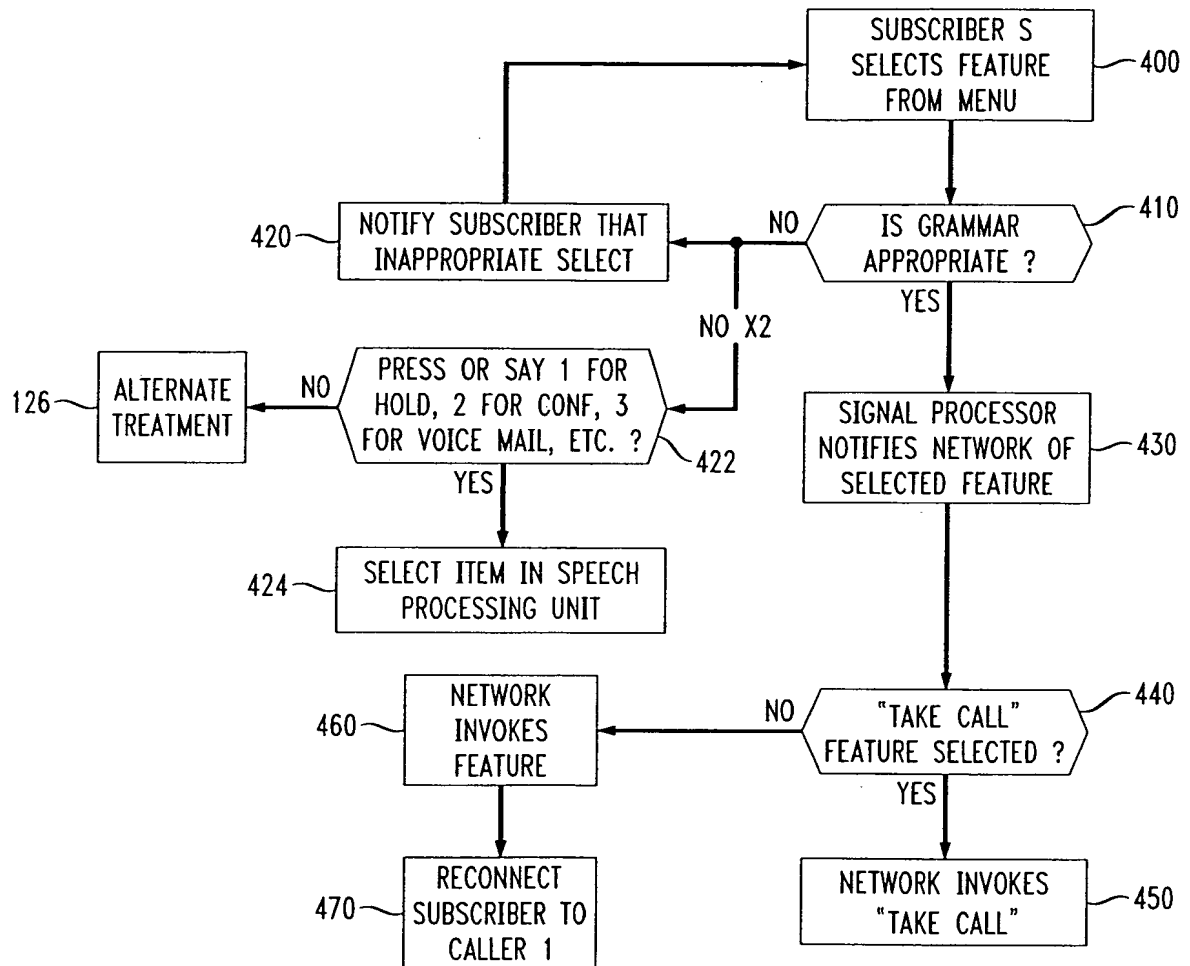 SUBSCRIBER S
SELECTS FEATURE
FROM MENU
400
NOTIFY SUBSCRIBER THAT
INAPPROPRIATE SELECT
420
NO
IS GRAMMAR
APPROPRIATE ?
410
YES
NO X2
ALTERNATE
TREATMENT
126
NO
PRESS OR SAY 1 FOR
HOLD, 2 FOR CONF, 3
FOR VOICE MAIL, ETC. ?
422
YES
SIGNAL PROCESSOR
NOTIFIES NETWORK OF
SELECTED FEATURE
430
SELECT ITEM IN SPEECH
PROCESSING UNIT
424
NETWORK
INVOKES
FEATURE
460
NO
"TAKE CALL"
FEATURE SELECTED ?
440
YES
RECONNECT
SUBSCRIBER TO
CALLER 1
470
NETWORK INVOKES
"TAKE CALL"
450